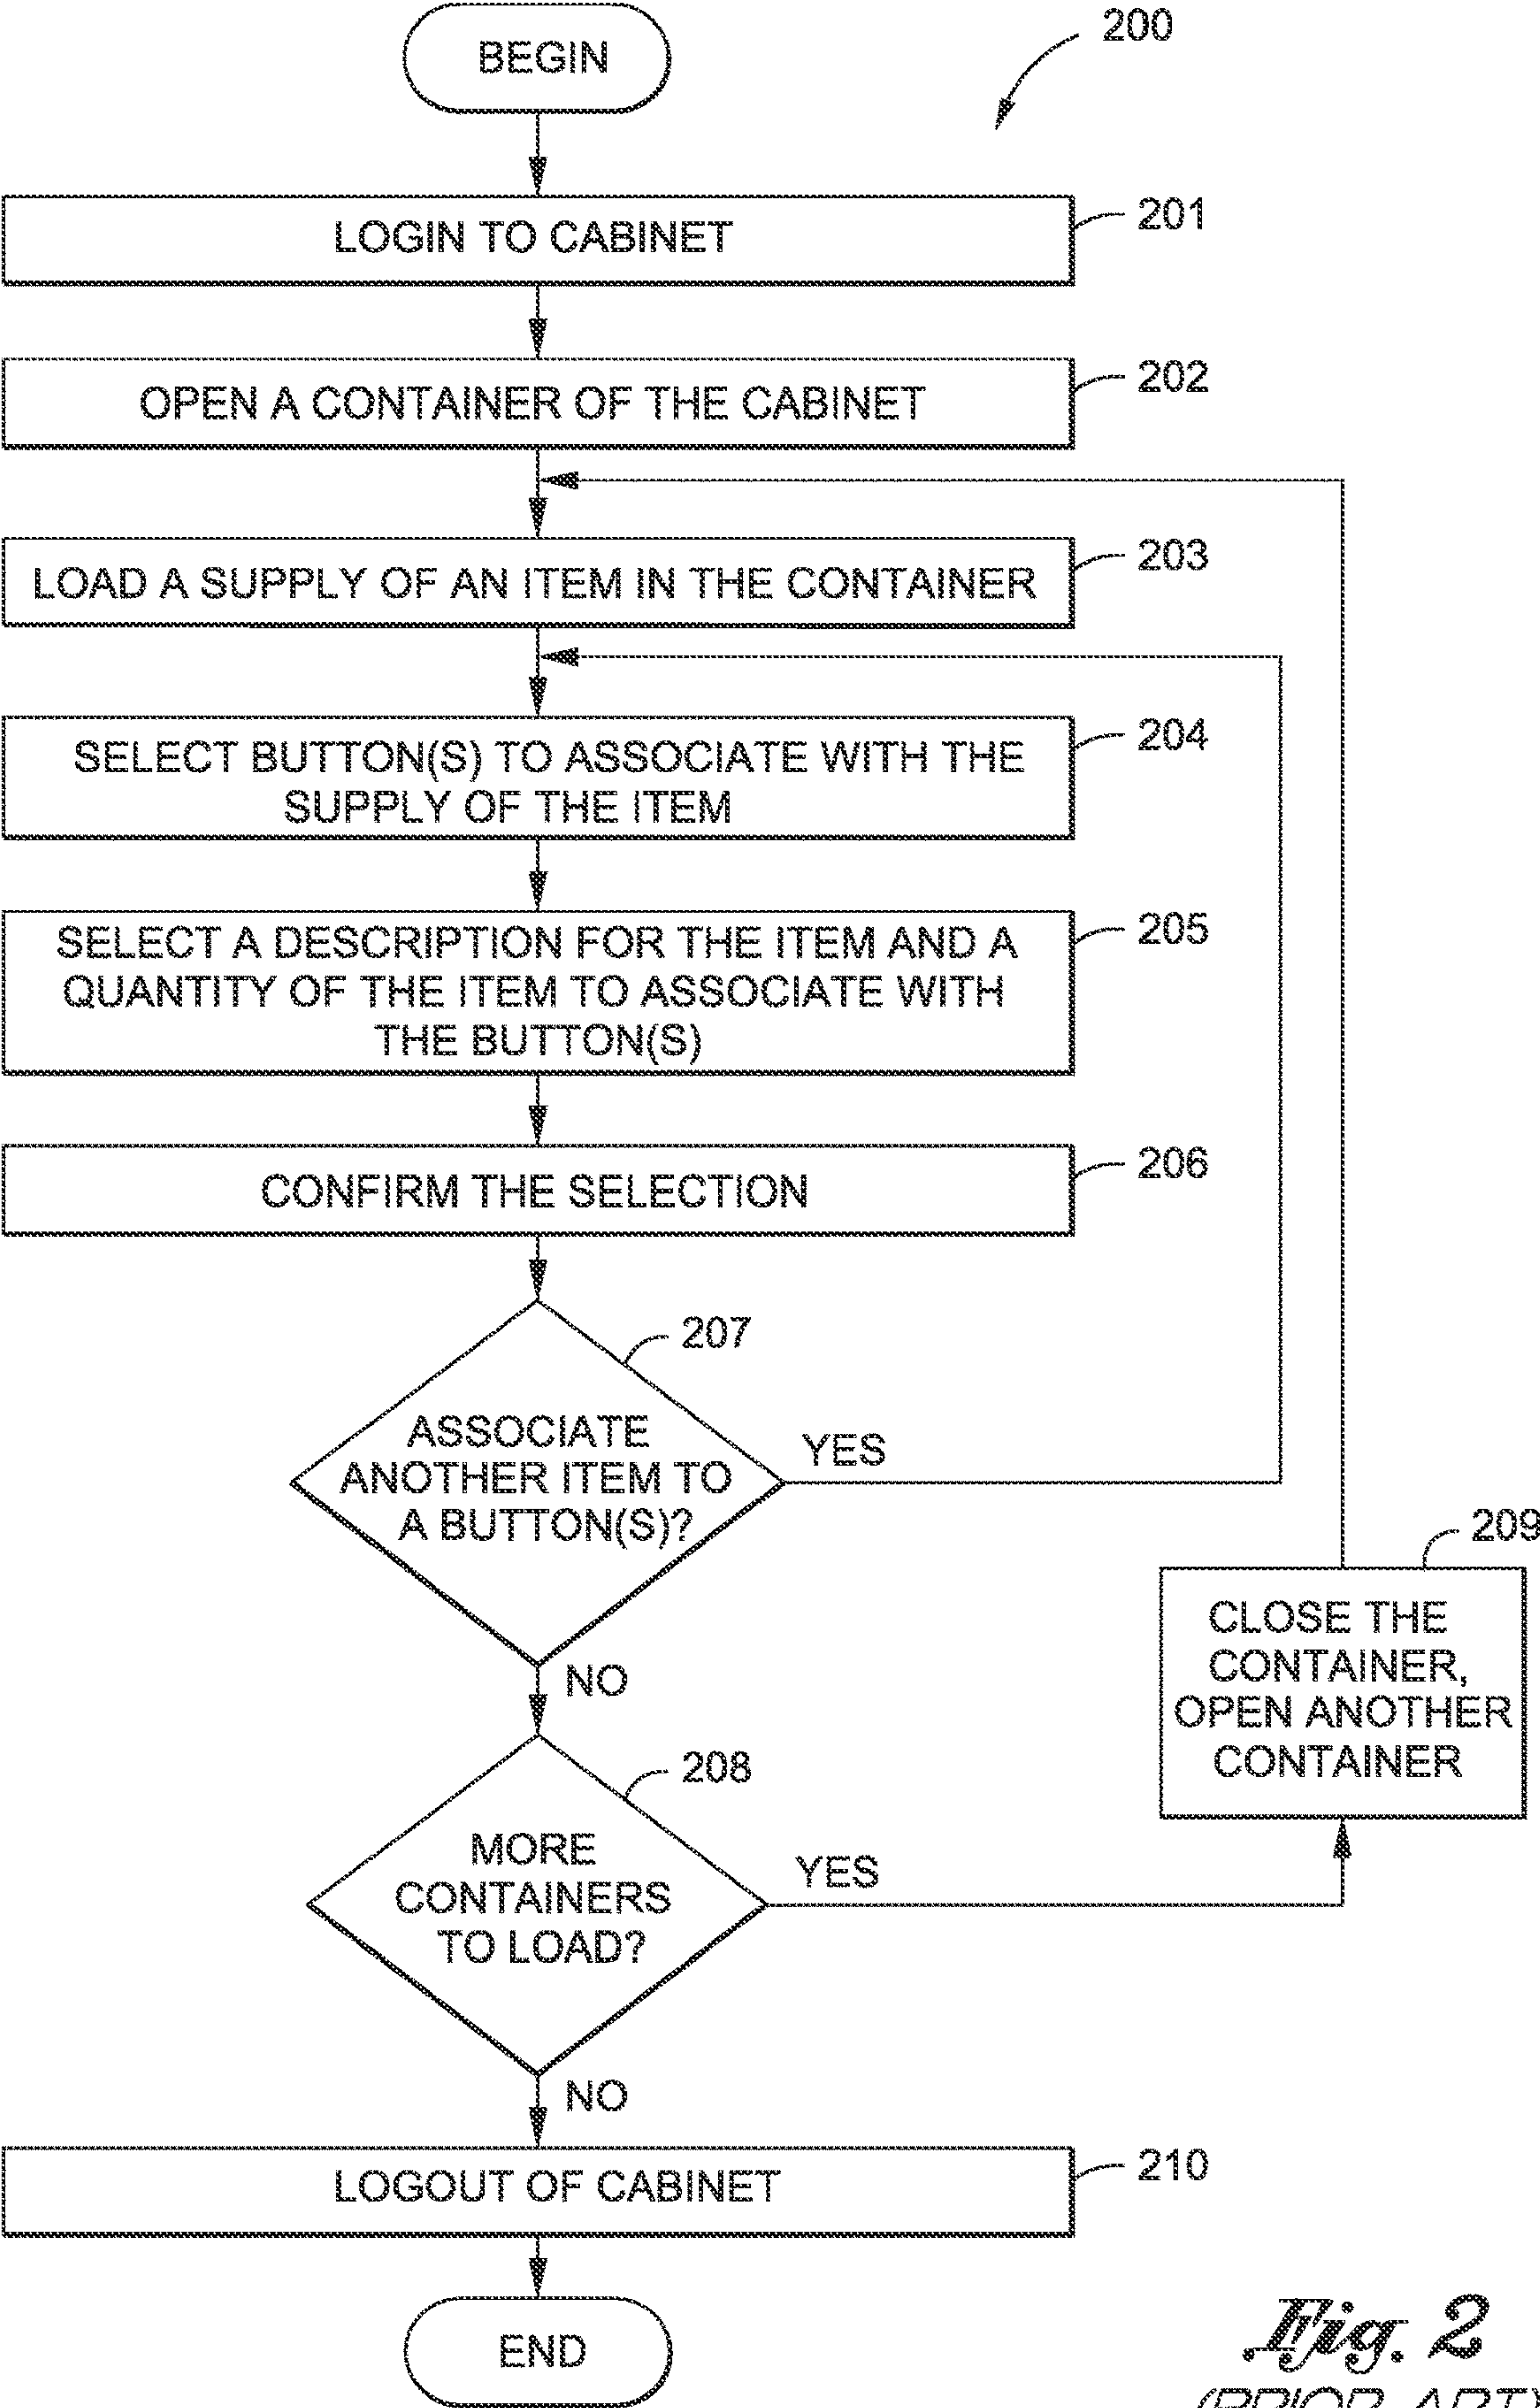 BEGIN
200
LOGIN TO CABINET
201
OPEN A CONTAINER OF THE CABINET
202
LOAD A SUPPLY OF AN ITEM IN THE CONTAINER
203
SELECT BUTTON(S) TO ASSOCIATE WITH THE
SUPPLY OF THE ITEM
204
SELECT A DESCRIPTION FOR THE ITEM AND A
QUANTITY OF THE ITEM TO ASSOCIATE WITH
THE BUTTON(S)
205
CONFIRM THE SELECTION
206
207
ASSOCIATE
ANOTHER ITEM TO
A BUTTON(S)?
YES
NO
209
CLOSE THE
CONTAINER,
OPEN ANOTHER
CONTAINER
208
MORE
CONTAINERS
TO LOAD?
YES
NO
LOGOUT OF CABINET
210
END
Fig. 2
(PRIOR ART)